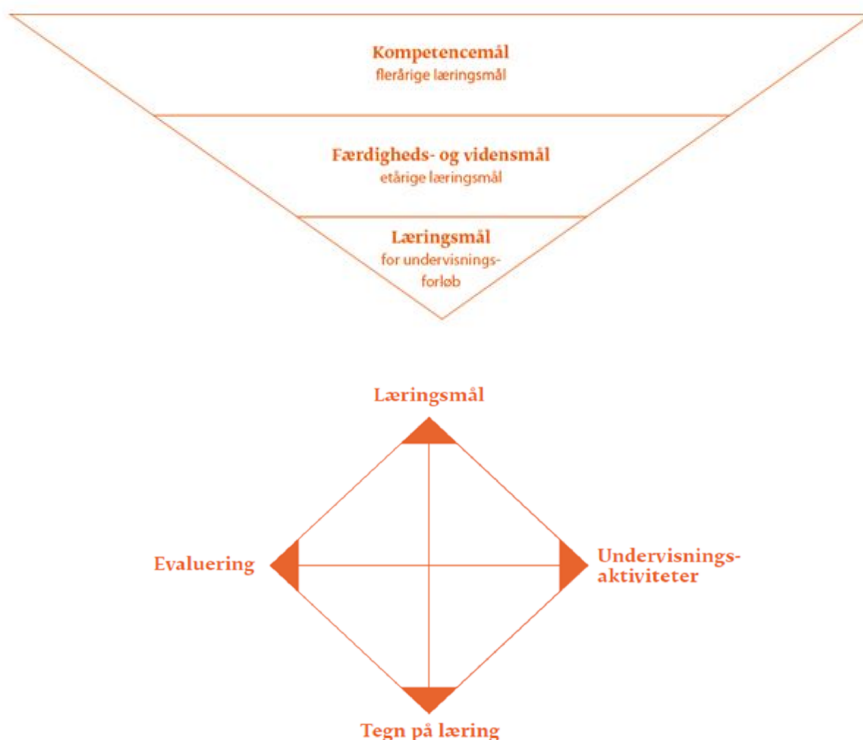 Kompetencemål
flerårige læringsmål
Færdigheds- og vidensmål
etårige læringsmål
Læringsmål
for undervisnings-
forløb
Læringsmål
Evaluering
Undervisnings-
aktiviteter
Tegn på læring